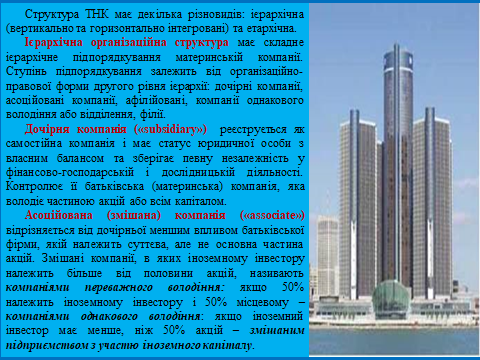 Структура ТНК має декілька різновидів: ієрархічна
(вертикально та горизонтально інтегровані) та етархічна.
Ієрархічна організаційна структура має складне
ієрархічне підпорядкування материнській компанії.
Ступінь підпорядкування залежить від організаційно-
правової форми другого рівня ієрархії: дочірні компанії,
асоційовані компанії, афілійовані, компанії однакового
володіння або відділення, філії.
Дочірня компанія («subsidiary») реєструється як
самостійна компанія і має статус юридичної особи з
власним балансом та зберігає певну незалежність у
фінансово-господарській і дослідницькій діяльності.
Контролює її батьківська (материнська) компанія, яка
володіє частиною акцій або всім капіталом.
Асоційована (змішана) компанія («associate»)
відрізняється від дочірньої меншим впливом батьківської
фірми, якій належить суттєва, але не основна частина
акцій. Змішані компанії, в яких іноземному інвестору
належить більше від половини акцій, називають
компаніями переважного володіння: якщо 50%
належить іноземному інвестору і 50% місцевому –
компаніями однакового володіння: якщо іноземний
інвестор має менше, ніж 50% акцій – змішаним
підприємством з участю іноземного капіталу.